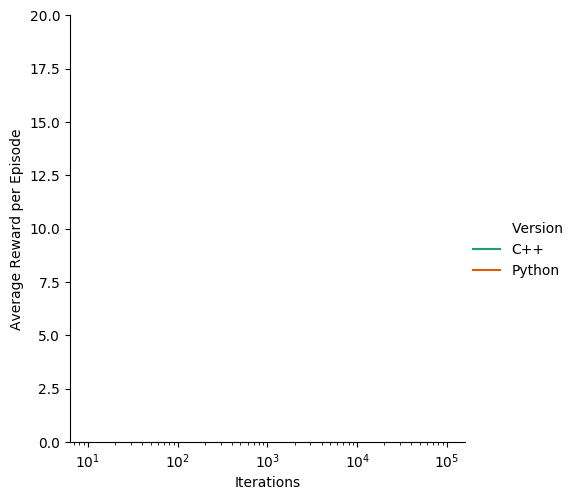 Average Reward per Episode
20.0
17.5
15.0
12.5
10.0
7.5
5.0
2.5
0.0
10¹
10²
10³
10⁴
10⁵
Iterations
Version
C++
Python